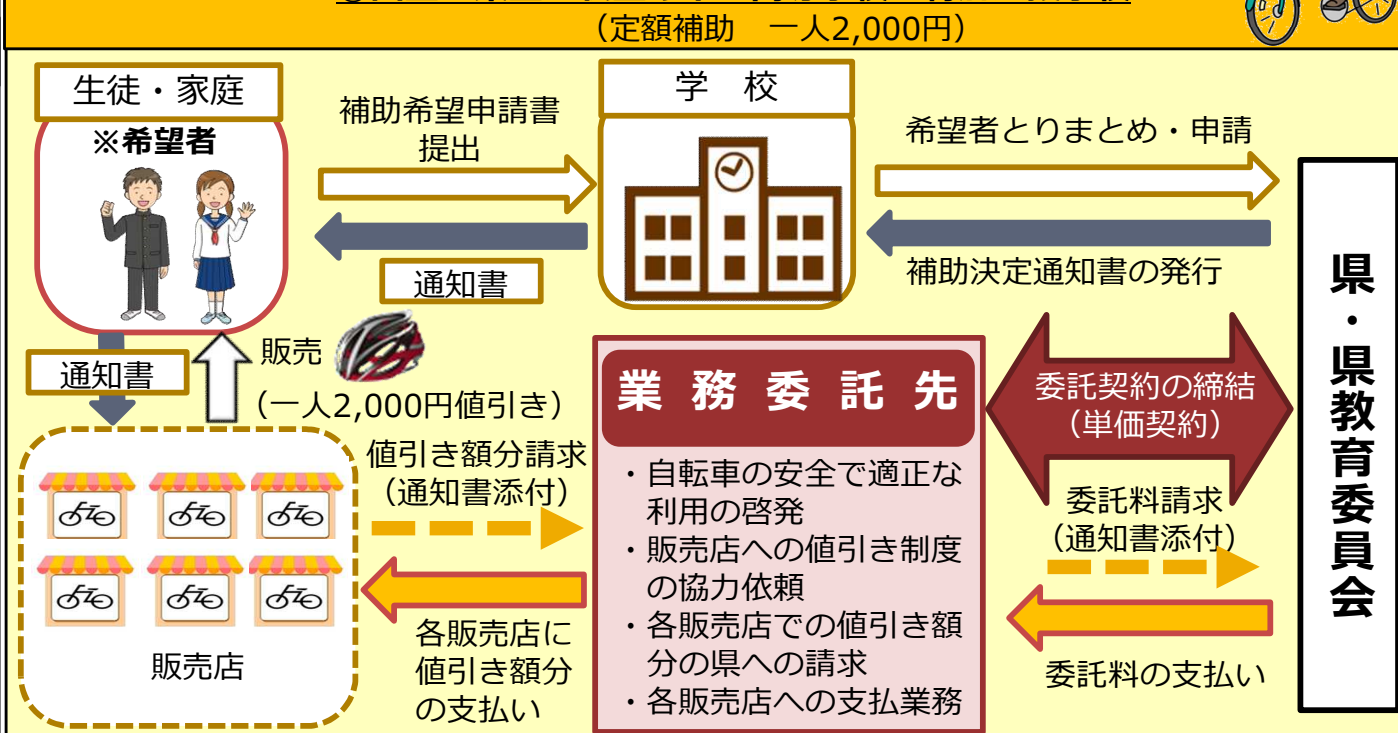 （定額補助　一人2,000円）
生徒・家庭
※希望者
補助希望申請書
提出
学　校
希望者とりまとめ・申請
通知書
補助決定通知書の発行
県・県教育委員会
通知書
販売
（一人2,000円値引き）
業務委託先
委託契約の締結
（単価契約）
値引き額分請求
（通知書添付）
・自転車の安全で適正な
利用の啓発
・販売店への値引き制度
の協力依頼
・各販売店での値引き額
分の県への請求
・各販売店への支払業務
委託料請求
（通知書添付）
販売店
各販売店に
値引き額分
の支払い
委託料の支払い